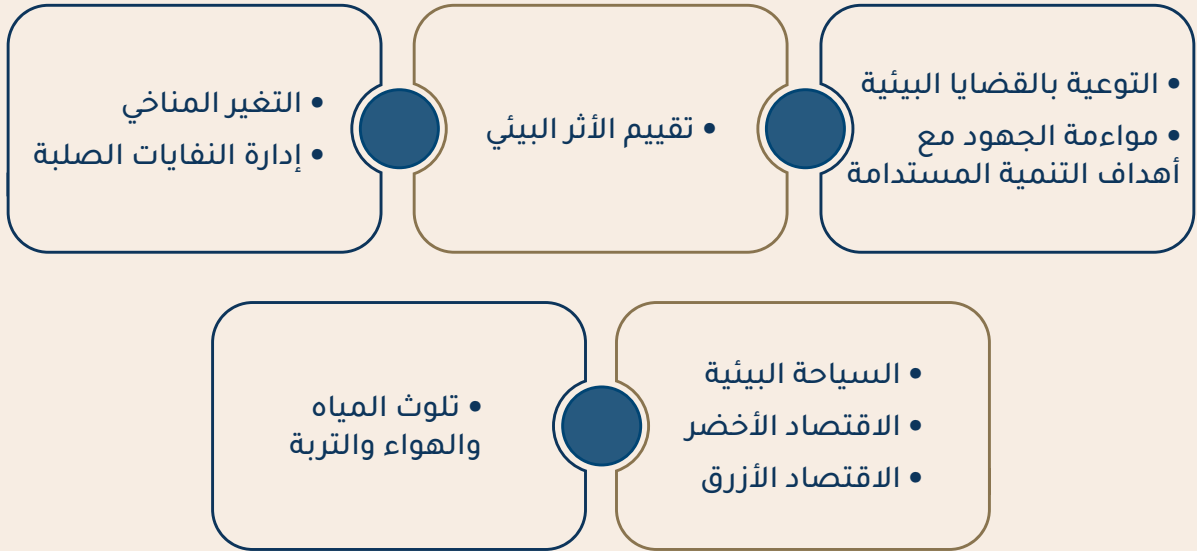 • التوعية بالقضايا البيئية
• مواءمة الجهود مع
أهداف التنمية المستدامة
• تقييم الأثر البيئي
• التغير المناخي
• إدارة النفايات الصلبة
• السياحة البيئية
• الاقتصاد الأخضر
• الاقتصاد الأزرق
• تلوث المياه
والهواء والتربة